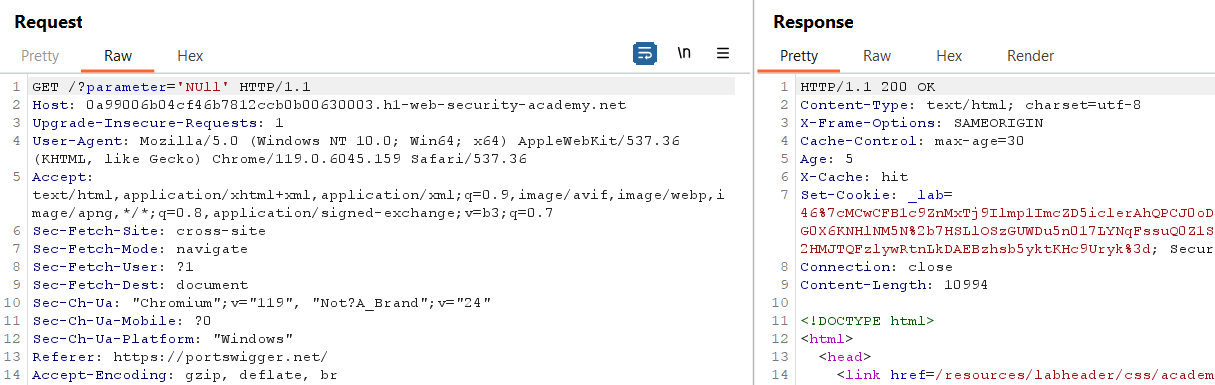 Request
Pretty
Raw
Hex
\n
1 GET /?parameter='NUll' HTTP/1.1
2 Host: 0a99006b04cf46b7812ccb0b00630003.h1-web-security-academy.net
3 Upgrade-Insecure-Requests: 1
4 User-Agent: Mozilla/5.0 (Windows NT 10.0; Win64; x64) AppleWebKit/537.36
(KHTML, like Gecko) Chrome/119.0.6045.159 Safari/537.36
5 Accept:
text/html,application/xhtml+xml,application/xml;q=0.9,image/avif,image/webp,i
mage/apng,*/*;q=0.8,application/signed-exchange;v=b3;q=0.7
6 Sec-Fetch-Site: cross-site
7 Sec-Fetch-Mode: navigate
8 Sec-Fetch-User: ?1
9 Sec-Fetch-Dest: document
10 Sec-Ch-Ua: "Chromium";v="119", "Not?A_Brand";v="24"
11 Sec-Ch-Ua-Mobile: ?0
12 Sec-Ch-Ua-Platform: "Windows"
13 Referer: https://portswigger.net/
14 Accept-Encoding: gzip, deflate, br
Response
Pretty
Raw
Hex
Render
1 HTTP/1.1 200 OK
2 Content-Type: text/html; charset=utf-8
3 X-Frame-Options: SAMEORIGIN
4 Cache-Control: max-age=30
5 Age: 5
6 X-Cache: hit
7 Set-Cookie: _lab=
46%7cMCwCFB1c9ZnMxTj9Ilmp1ImcZD5iclerAhQPCJ0oD
G0X6KNHlNM5N%2b7HSLlOSzGUWDu5n017LYNqFssuQ0ZlS
2HMJTQFzlywRtnLkDAEBzhsb5yktKHc9Uryk%3d; Secur
8 Connection: close
9 Content-Length: 10994
10
11 <!DOCTYPE html>
12 <html>
13 <head>
14 <link href=/resources/labheader/css/academ